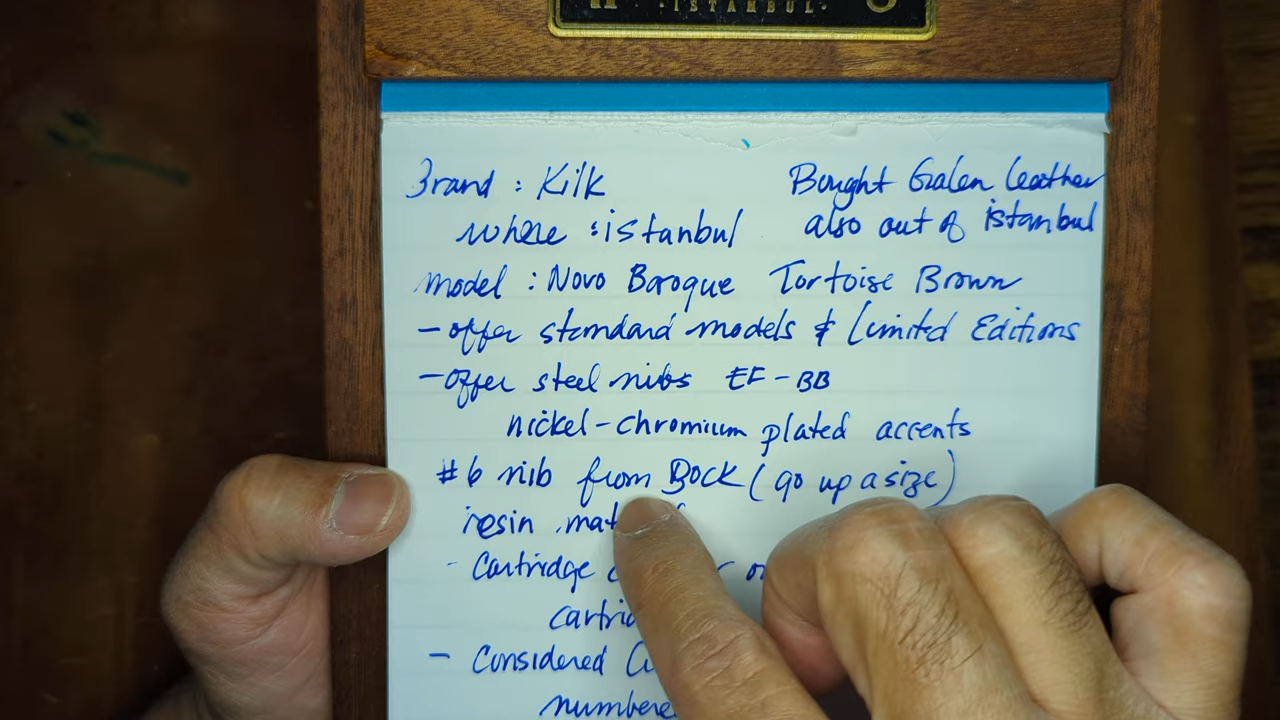 ·ISTANBUL·
Brand : Kilk
where : istanbul
Bought Galen Leather
also out of istanbul
model : Novo Baroque Tortoise Brown
- offer standard models & Limited Editions
- offer steel nibs EF - BB
nickel-chromium plated accents
#6 nib from Bock (go up a size)
resin
- Cartridge
- Considered